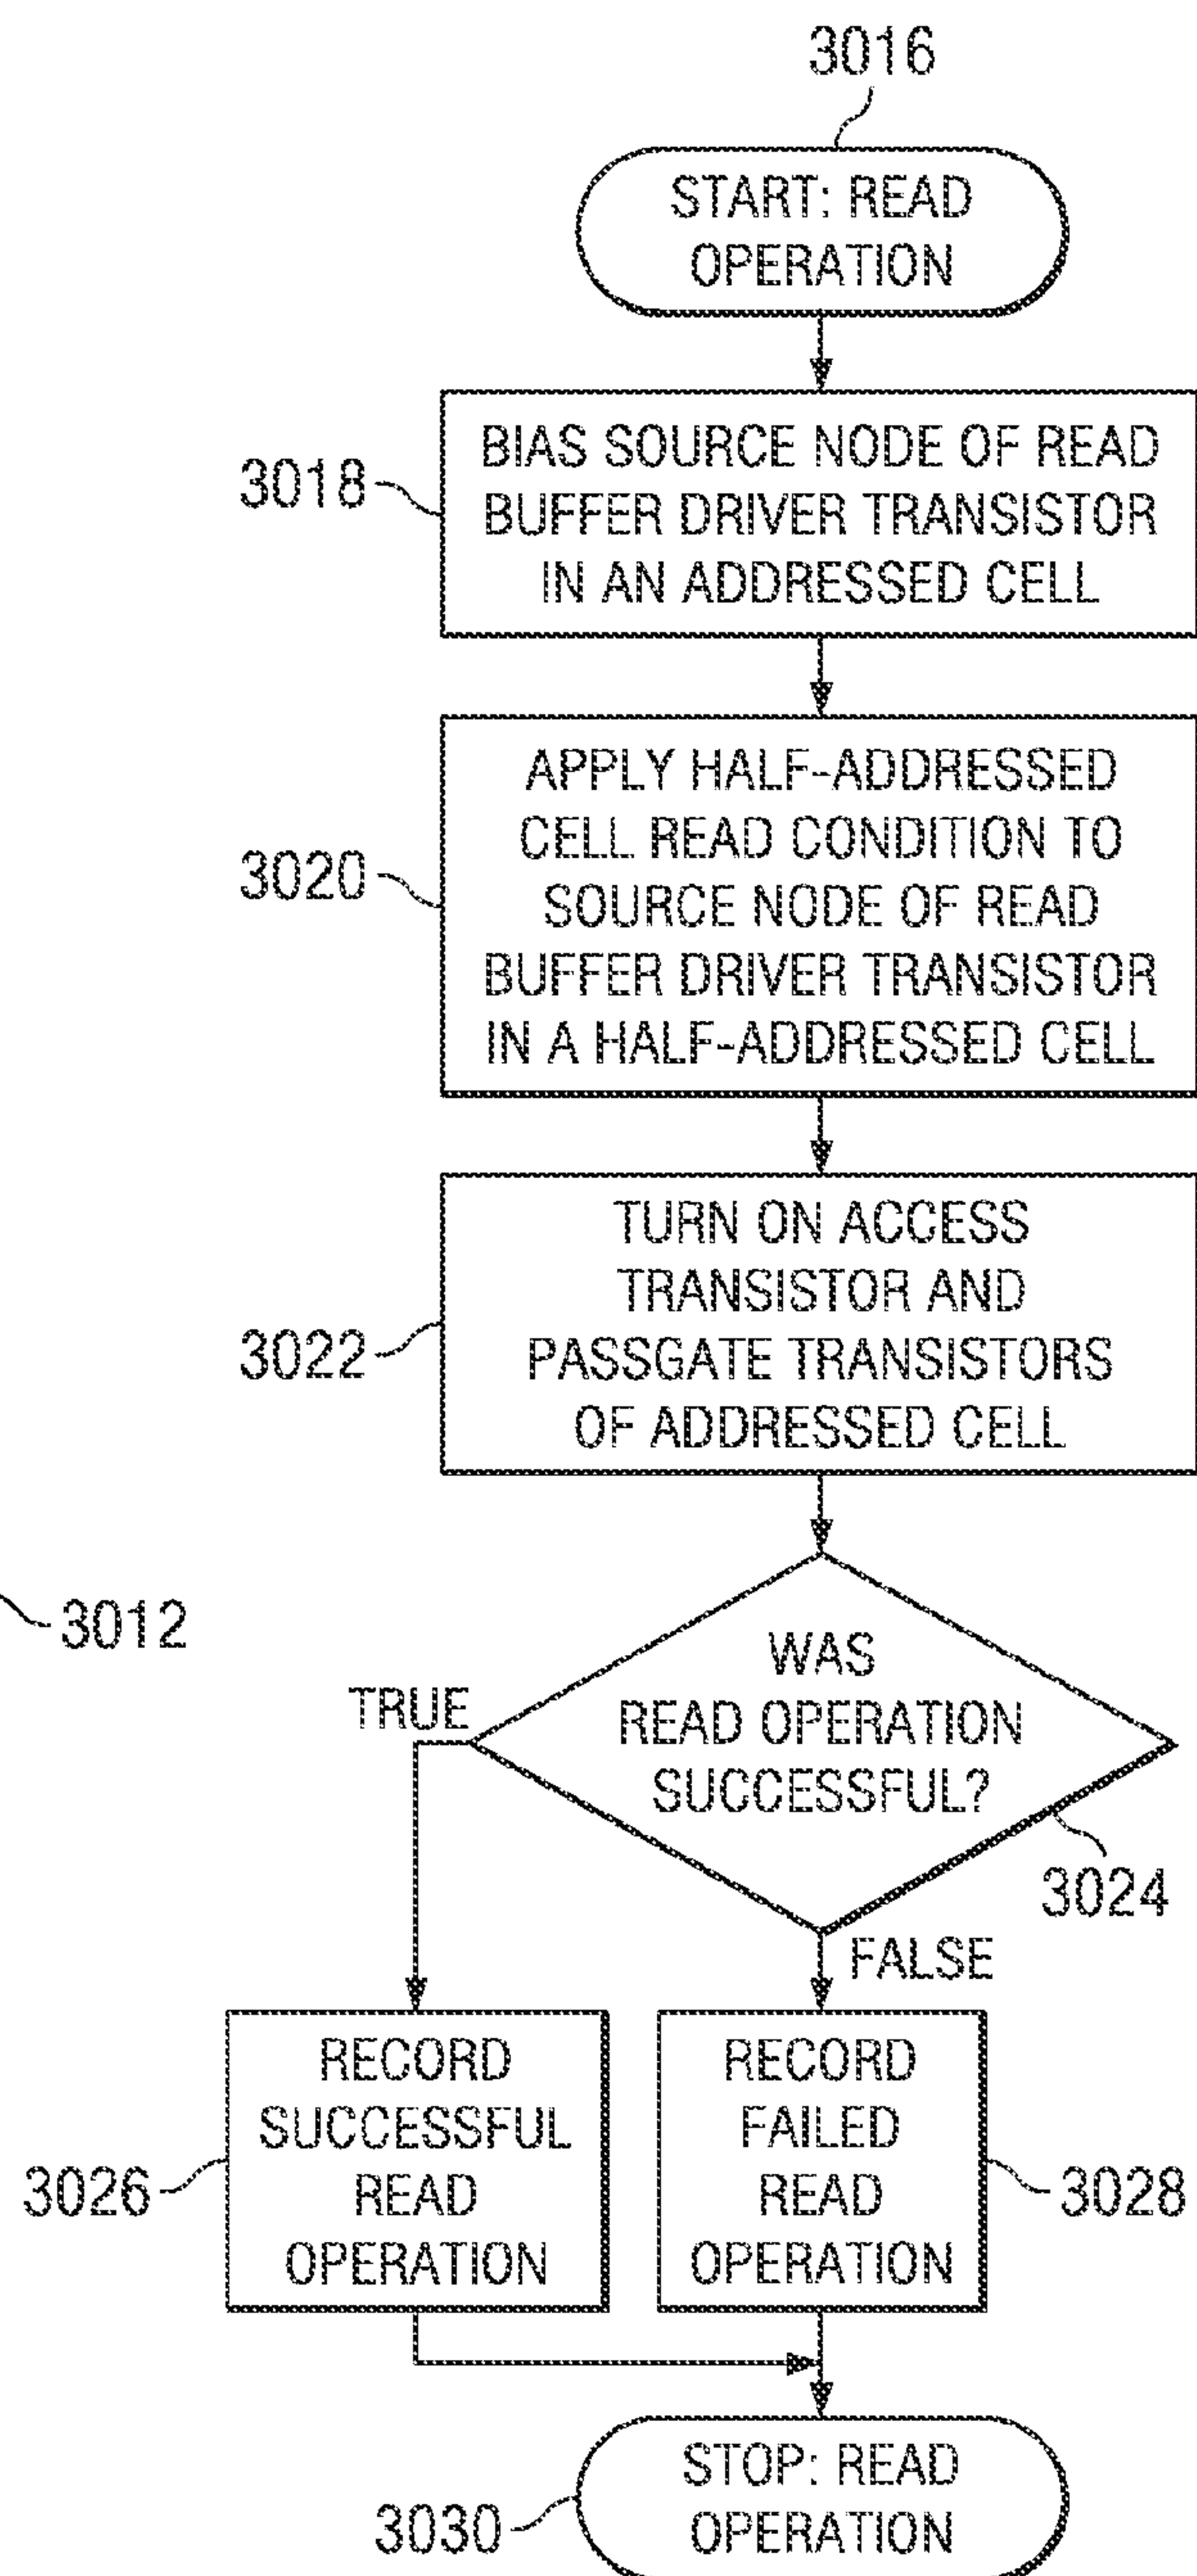 3016
START: READ
OPERATION
3018
BIAS SOURCE NODE OF READ
BUFFER DRIVER TRANSISTOR
IN AN ADDRESSED CELL
3020
APPLY HALF-ADDRESSED
CELL READ CONDITION TO
SOURCE NODE OF READ
BUFFER DRIVER TRANSISTOR
IN A HALF-ADDRESSED CELL
3022
TURN ON ACCESS
TRANSISTOR AND
PASSGATE TRANSISTORS
OF ADDRESSED CELL
3012
WAS
READ OPERATION
SUCCESSFUL?
TRUE
3024
FALSE
3026
RECORD
SUCCESSFUL
READ
OPERATION
RECORD
FAILED
READ
OPERATION
3028
STOP: READ
OPERATION
3030